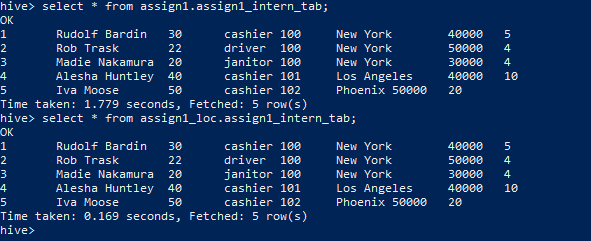 hive> select * from assign1.assign1_intern_tab;
OK
1 Rudolf Bardin 30 cashier 100 New York 40000 5
2 Rob Trask 22 driver 100 New York 50000 4
3 Madie Nakamura 20 janitor 100 New York 30000 4
4 Alesha Huntley 40 cashier 101 Los Angeles 40000 10
5 Iva Moose 50 cashier 102 Phoenix 50000 20
Time taken: 1.779 seconds, Fetched: 5 row(s)
hive> select * from assign1_loc.assign1_intern_tab;
OK
1 Rudolf Bardin 30 cashier 100 New York 40000 5
2 Rob Trask 22 driver 100 New York 50000 4
3 Madie Nakamura 20 janitor 100 New York 30000 4
4 Alesha Huntley 40 cashier 101 Los Angeles 40000 10
5 Iva Moose 50 cashier 102 Phoenix 50000 20
Time taken: 0.169 seconds, Fetched: 5 row(s)
hive>